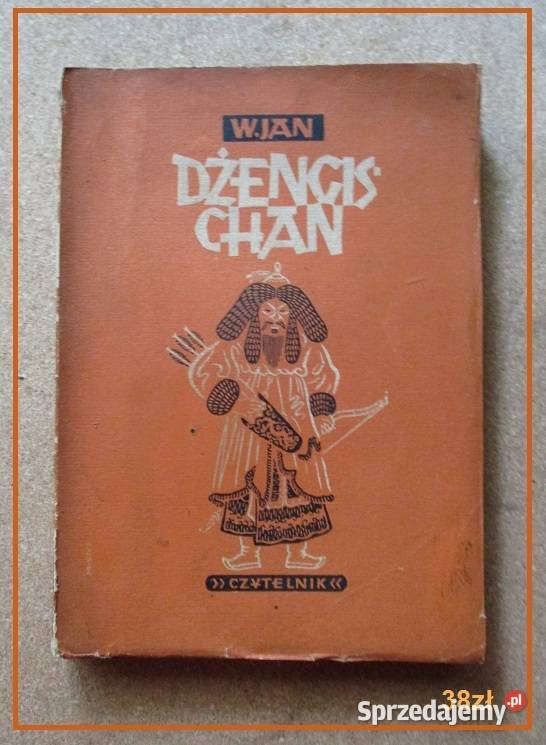 W. JAN
DŻENGIS-
CHAN
»CZYTELNIK«
38zł
Sprzedajemy.pl